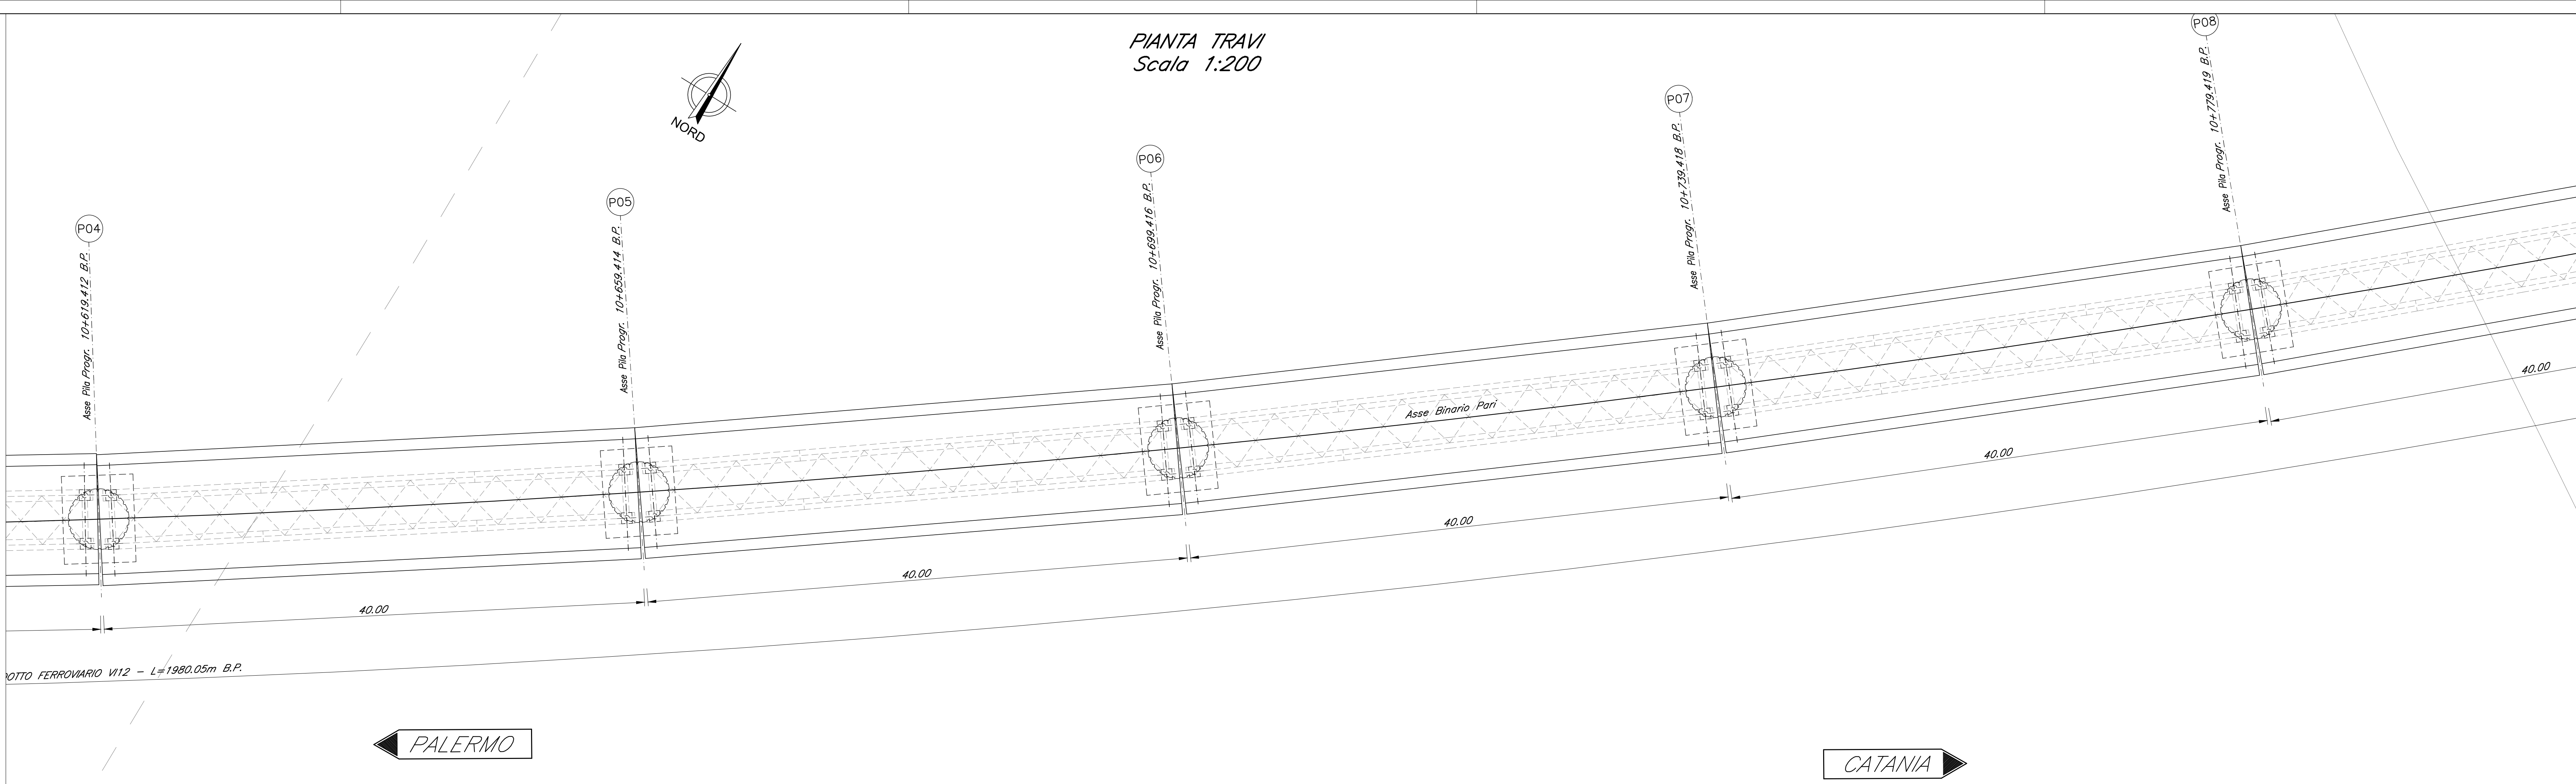 PIANTA TRAVI
Scala 1:200
NORD
P04
Asse Pila Progr. 10+619.412 B.P.
P05
Asse Pila Progr. 10+659.414 B.P.
P06
Asse Pila Progr. 10+699.416 B.P.
P07
Asse Pila Progr. 10+739.418 B.P.
P08
Asse Pila Progr. 10+779.419 B.P.
Asse Binario Pari
40.00
40.00
40.00
40.00
40.00
FERROVIARIO VI12 - L=1980.05m B.P.
PALERMO
CATANIA